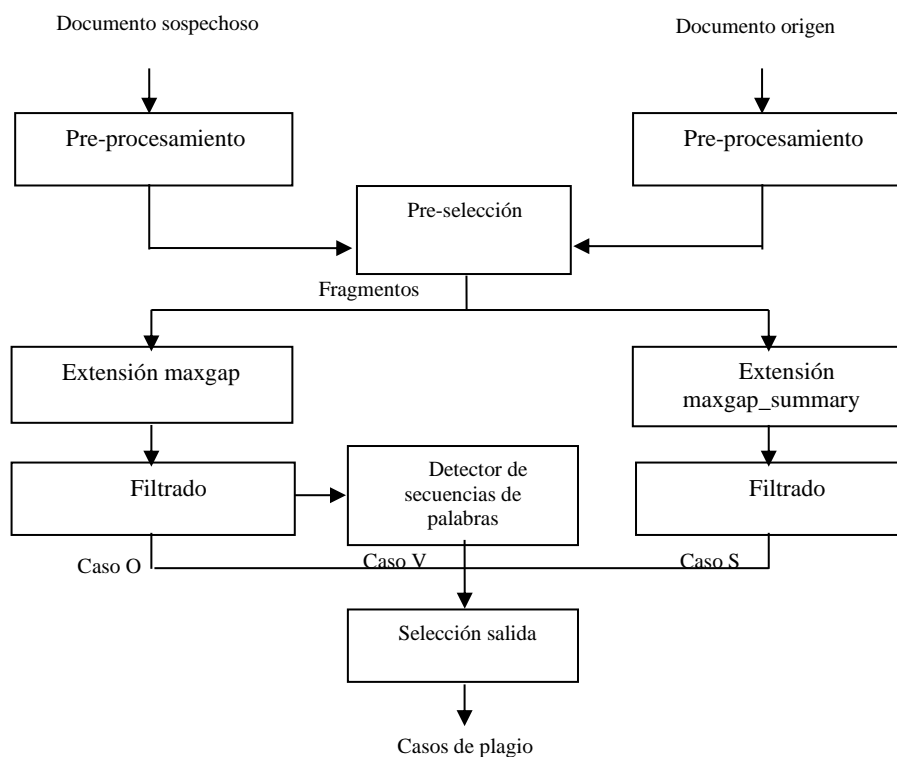 Documento sospechoso
Documento origen
Pre-procesamiento
Pre-procesamiento
Pre-selección
Fragmentos
Extensión maxgap
Extensión
maxgap_summary
Filtrado
Detector de
secuencias de
palabras
Filtrado
Caso O
Caso V
Caso S
Selección salida
Casos de plagio